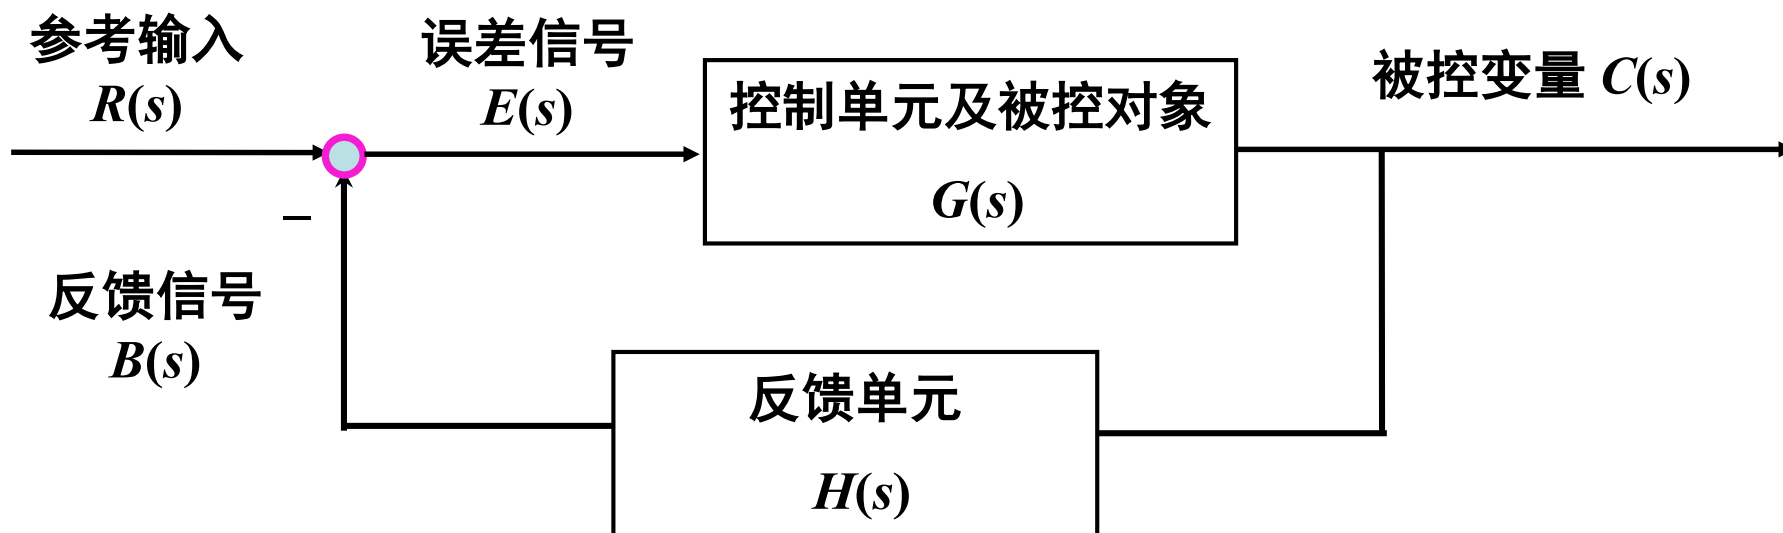 参考输入
R(s)
误差信号
E(s)
控制单元及被控对象
G(s)
被控变量 C(s)
−
反馈信号
B(s)
反馈单元
H(s)